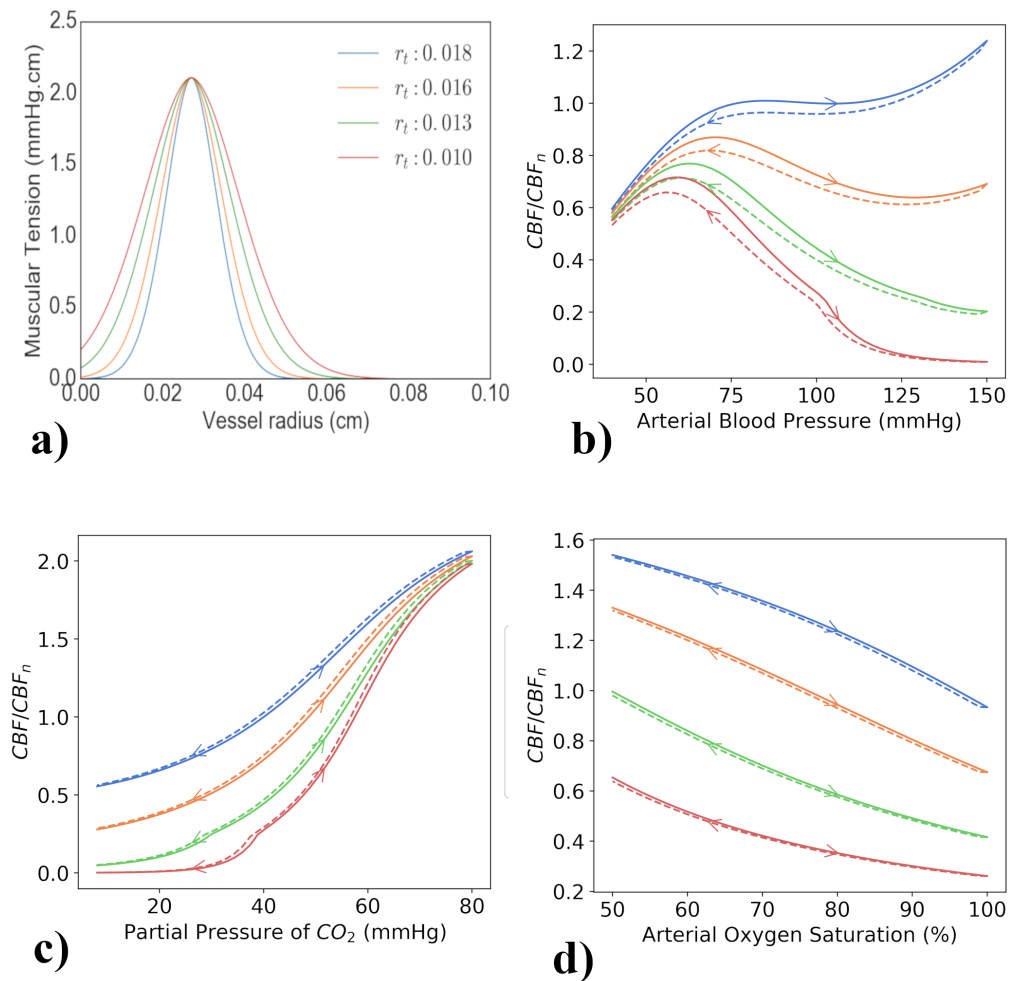 2.5
2.0
1.5
1.0
0.5
0.0
Muscular Tension (mmHg.cm)
r_t : 0.018
r_t : 0.016
r_t : 0.013
r_t : 0.010
0.00 0.02 0.04 0.06 0.08 0.10
Vessel radius (cm)
a)
1.2
1.0
0.8
0.6
0.4
0.2
0.0
CBF/CBF_n
50 75 100 125 150
Arterial Blood Pressure (mmHg)
b)
2.0
1.5
1.0
0.5
0.0
CBF/CBF_n
20 40 60 80
Partial Pressure of CO_2 (mmHg)
c)
1.6
1.4
1.2
1.0
0.8
0.6
0.4
0.2
CBF/CBF_n
50 60 70 80 90 100
Arterial Oxygen Saturation (%)
d)